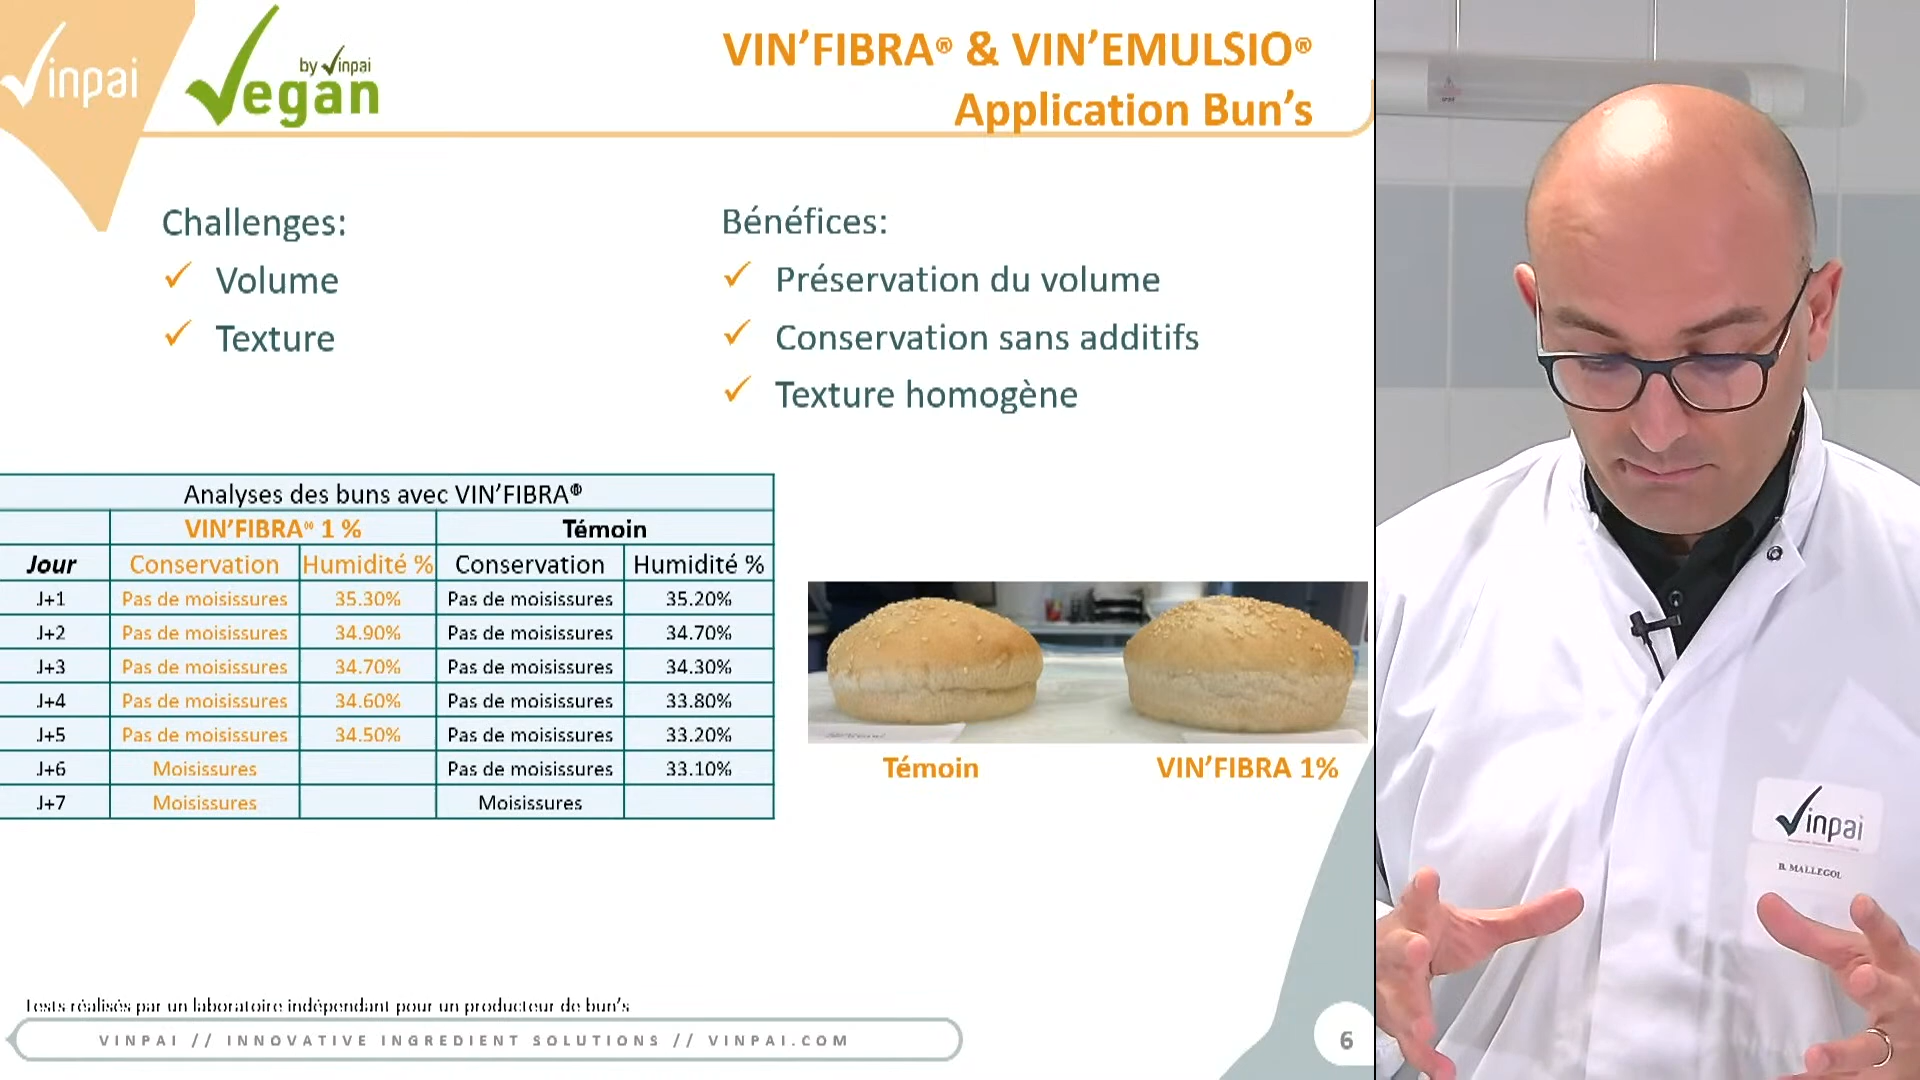 Vinpai
by Vinpai
Vegan
VIN'FIBRA® & VIN'EMULSIO®
Application Bun's
Challenges:
✓ Volume
✓ Texture
Bénéfices:
✓ Préservation du volume
✓ Conservation sans additifs
✓ Texture homogène
Analyses des buns avec VIN'FIBRA®
VIN'FIBRA® 1 % Témoin
Jour Conservation Humidité % Conservation Humidité %
J+1 Pas de moisissures 35.30% Pas de moisissures 35.20%
J+2 Pas de moisissures 34.90% Pas de moisissures 34.70%
J+3 Pas de moisissures 34.70% Pas de moisissures 34.30%
J+4 Pas de moisissures 34.60% Pas de moisissures 33.80%
J+5 Pas de moisissures 34.50% Pas de moisissures 33.20%
J+6 Moisissures Pas de moisissures 33.10%
J+7 Moisissures Moisissures
Témoin VIN'FIBRA 1%
Tests réalisés par un laboratoire indépendant pour un producteur de bun's
VINPAI // INNOVATIVE INGREDIENT SOLUTIONS // VINPAI.COM
6
Vinpai
B. MALLEGOL